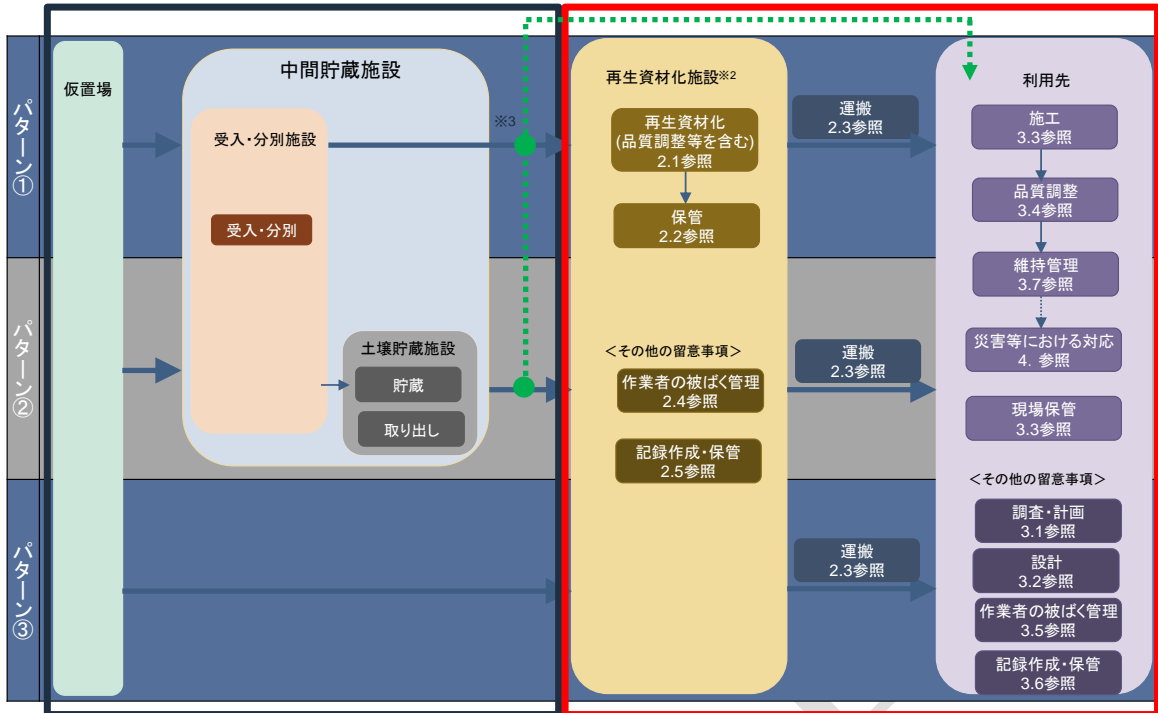 パターン①
パターン②
パターン③
仮置場
中間貯蔵施設
受入・分別施設
受入・分別
土壌貯蔵施設
貯蔵
取り出し
※3
再生資材化施設※2
再生資材化
(品質調整等を含む)
2.1参照
保管
2.2参照
<その他の留意事項>
作業者の被ばく管理
2.4参照
記録作成・保管
2.5参照
運搬
2.3参照
運搬
2.3参照
運搬
2.3参照
利用先
施工
3.3参照
品質調整
3.4参照
維持管理
3.7参照
災害等における対応
4. 参照
現場保管
3.3参照
<その他の留意事項>
調査・計画
3.1参照
設計
3.2参照
作業者の被ばく管理
3.5参照
記録作成・保管
3.6参照